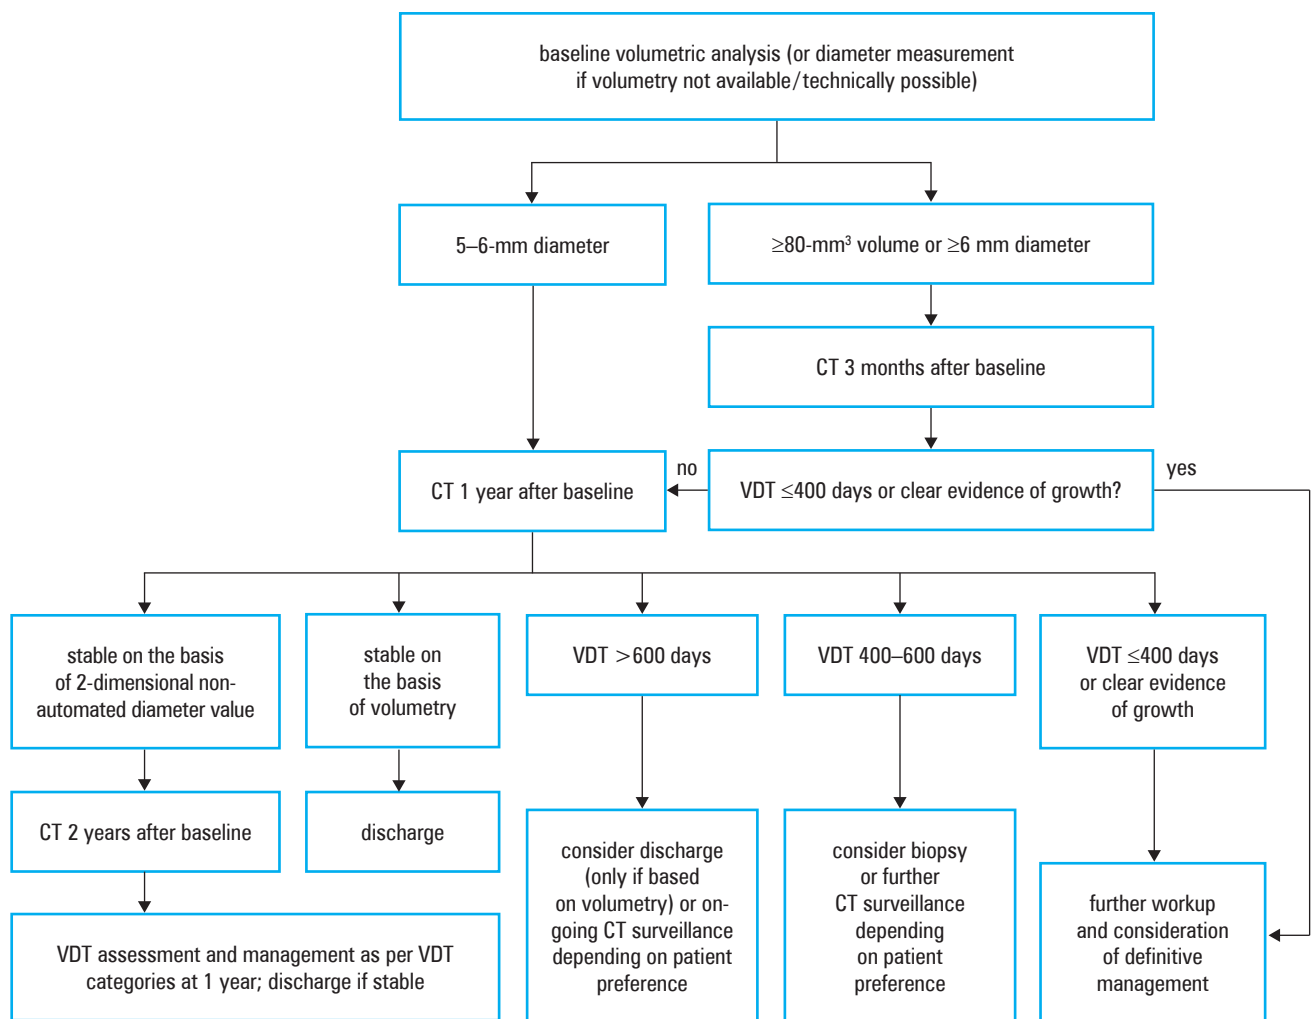 baseline volumetric analysis (or diameter measurement
if volumetry not available/technically possible)
5–6-mm diameter
≥80-mm³ volume or ≥6 mm diameter
CT 3 months after baseline
CT 1 year after baseline
no
VDT ≤400 days or clear evidence of growth?
yes
stable on the basis
of 2-dimensional non-
automated diameter value
stable on
the basis
of volumetry
VDT >600 days
VDT 400–600 days
VDT ≤400 days
or clear evidence
of growth
CT 2 years after baseline
discharge
consider discharge
(only if based
on volumetry) or on-
going CT surveillance
depending on patient
preference
consider biopsy
or further
CT surveillance
depending
on patient
preference
further workup
and consideration
of definitive
management
VDT assessment and management as per VDT
categories at 1 year; discharge if stable